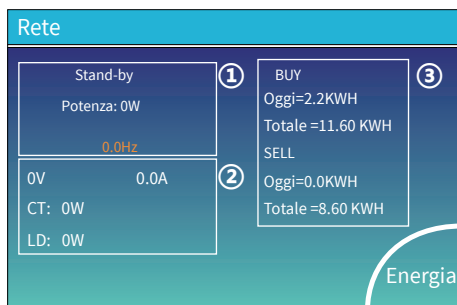 Rete
Stand-by
①
Potenza: 0W
0.0Hz
0V 0.0A
②
CT: 0W
LD: 0W
BUY
③
Oggi=2.2KWH
Totale =11.60 KWH
SELL
Oggi=0.0KWH
Totale =8.60 KWH
Energia